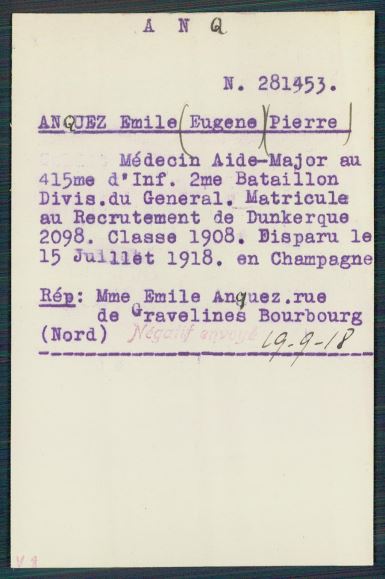 A N Q
N. 281453.
ANQUEZ Emile (Eugene)(Pierre)
Médecin Aide-Major au
415me d'Inf. 2me Bataillon
Divis.du General. Matricule
au Recrutement de Dunkerque
2098. Classe 1908. Disparu le
15 Juillet 1918. en Champagne
Rép: Mme Emile Anquez.rue
de Gravelines Bourbourg
(Nord) Négatif envoyé 19-9-18